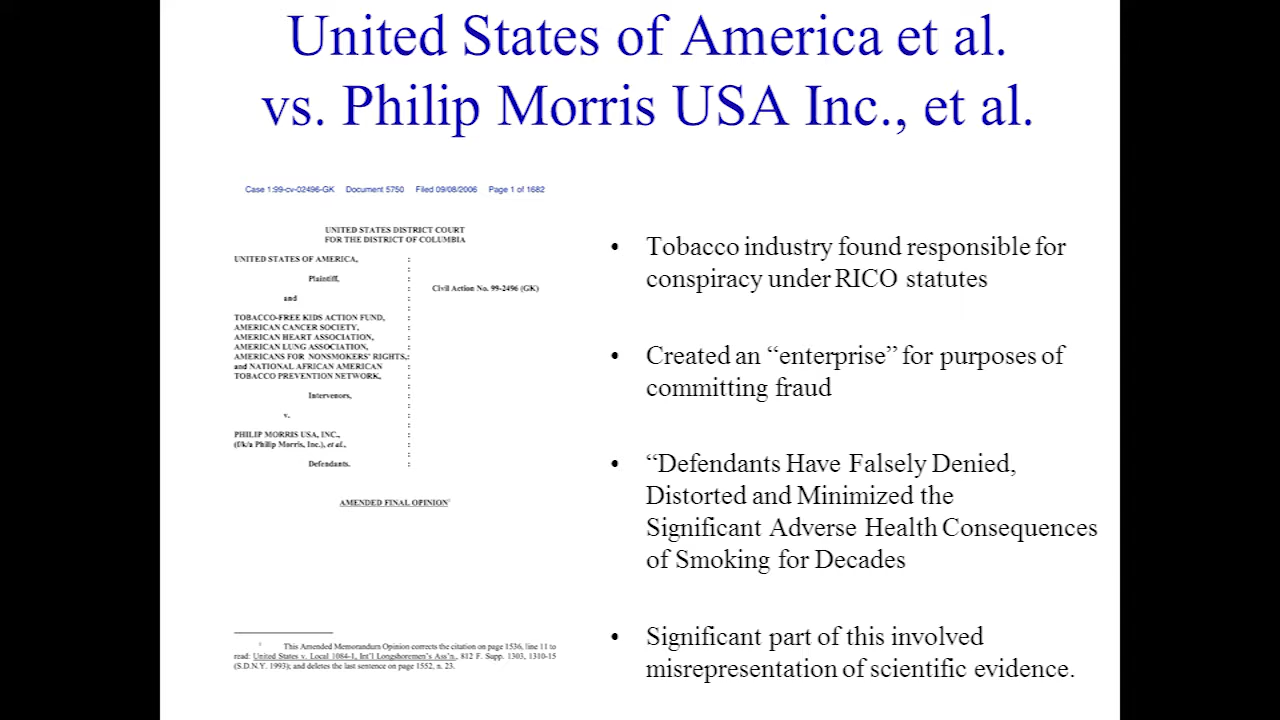 United States of America et al.
vs. Philip Morris USA Inc., et al.
Case 1:99-cv-02496-GK Document 5750 Filed 09/08/2006 Page 1 of 1682
UNITED STATES DISTRICT COURT
FOR THE DISTRICT OF COLUMBIA
UNITED STATES OF AMERICA, :
:
Plaintiff, :
: Civil Action No. 99-2496 (GK)
and :
:
TOBACCO-FREE KIDS ACTION FUND, :
AMERICAN CANCER SOCIETY, :
AMERICAN HEART ASSOCIATION, :
AMERICAN LUNG ASSOCIATION, :
AMERICANS FOR NONSMOKERS' RIGHTS,:
and NATIONAL AFRICAN AMERICAN :
TOBACCO PREVENTION NETWORK, :
:
Intervenors, :
:
v. :
:
PHILIP MORRIS USA, INC., :
(f/k/a Philip Morris, Inc.), et al., :
:
Defendants. :
AMENDED FINAL OPINION¹
¹ This Amended Memorandum Opinion corrects the citation on page 1536, line 11 to
read: United States v. Local 1084-1, Int'l Longshoremen's Ass'n., 812 F. Supp. 1303, 1310-15
(S.D.N.Y. 1993); and deletes the last sentence on page 1552, n. 23.
• Tobacco industry found responsible for
conspiracy under RICO statutes
• Created an “enterprise” for purposes of
committing fraud
• “Defendants Have Falsely Denied,
Distorted and Minimized the
Significant Adverse Health Consequences
of Smoking for Decades
• Significant part of this involved
misrepresentation of scientific evidence.